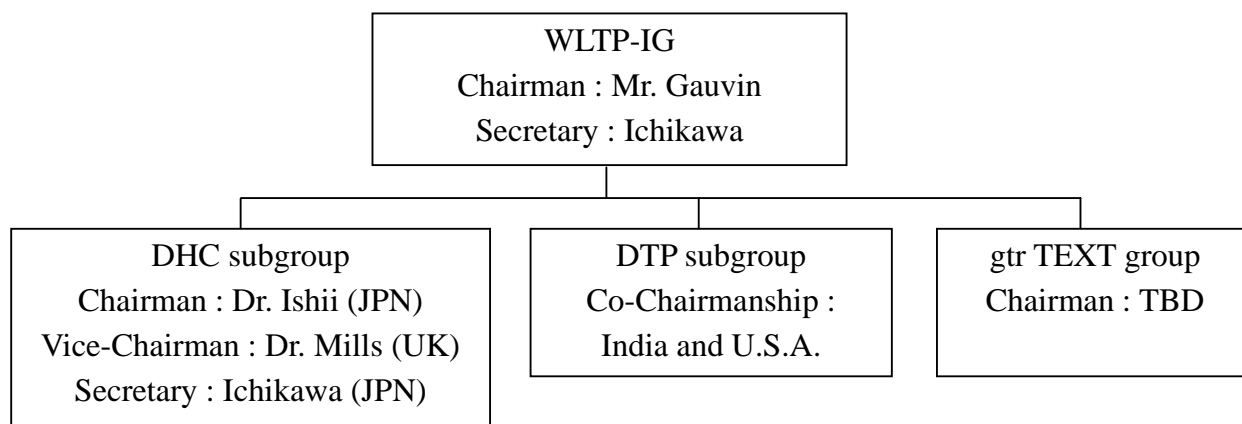 WLTP-IG
Chairman : Mr. Gauvin
Secretary : Ichikawa
DHC subgroup
Chairman : Dr. Ishii (JPN)
Vice-Chairman : Dr. Mills (UK)
Secretary : Ichikawa (JPN)
DTP subgroup
Co-Chairmanship :
India and U.S.A.
gtr TEXT group
Chairman : TBD